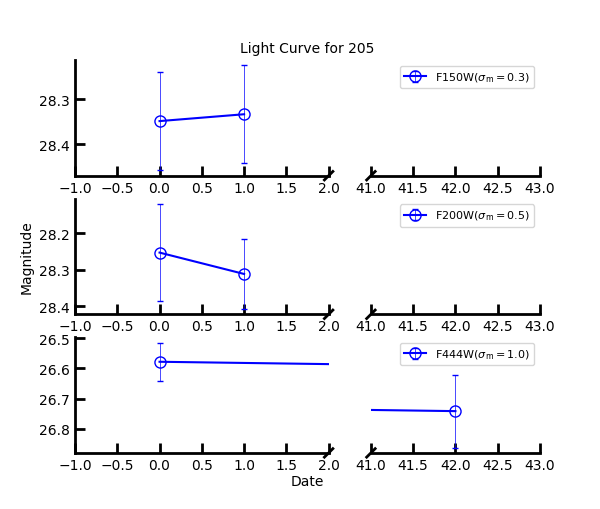 Light Curve for 205
F150W(σm = 0.3)
28.3
28.4
−1.0 −0.5 0.0 0.5 1.0 1.5 2.0 41.0 41.5 42.0 42.5 43.0
F200W(σm = 0.5)
28.2
28.3
28.4
−1.0 −0.5 0.0 0.5 1.0 1.5 2.0 41.0 41.5 42.0 42.5 43.0
Magnitude
F444W(σm = 1.0)
26.5
26.6
26.7
26.8
−1.0 −0.5 0.0 0.5 1.0 1.5 2.0 41.0 41.5 42.0 42.5 43.0
Date